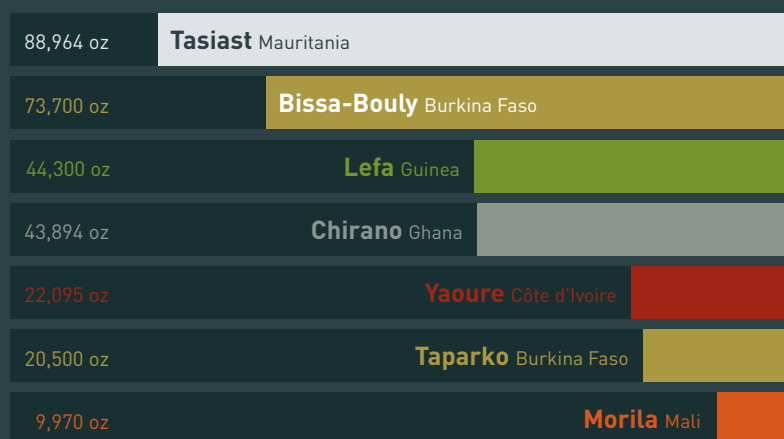 88,964 oz Tasiast Mauritania
73,700 oz Bissa-Bouly Burkina Faso
44,300 oz Lefa Guinea
43,894 oz Chirano Ghana
22,095 oz Yaoure Côte d'Ivoire
20,500 oz Taparko Burkina Faso
9,970 oz Morila Mali